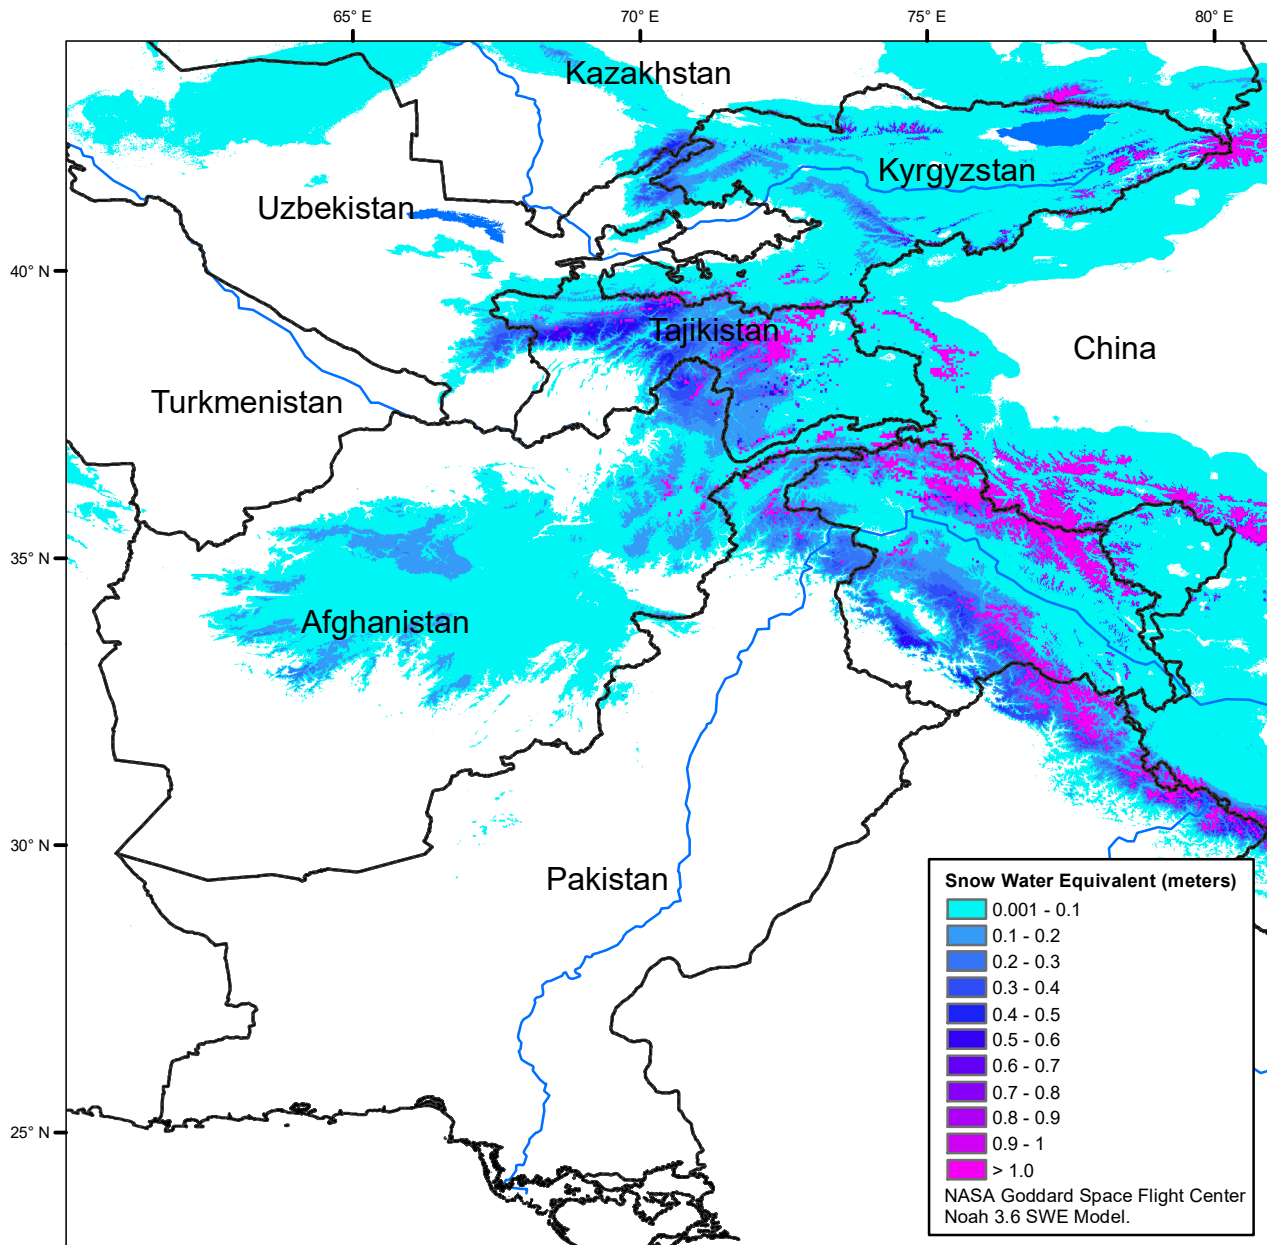 65° E
70° E
75° E
80° E
Kazakhstan
Kyrgyzstan
Uzbekistan
40° N
Tajikistan
China
Turkmenistan
35° N
Afghanistan
30° N
Pakistan
Snow Water Equivalent (meters)
0.001 - 0.1
0.1 - 0.2
0.2 - 0.3
0.3 - 0.4
0.4 - 0.5
0.5 - 0.6
0.6 - 0.7
0.7 - 0.8
0.8 - 0.9
0.9 - 1
> 1.0
25° N
NASA Goddard Space Flight Center
Noah 3.6 SWE Model.